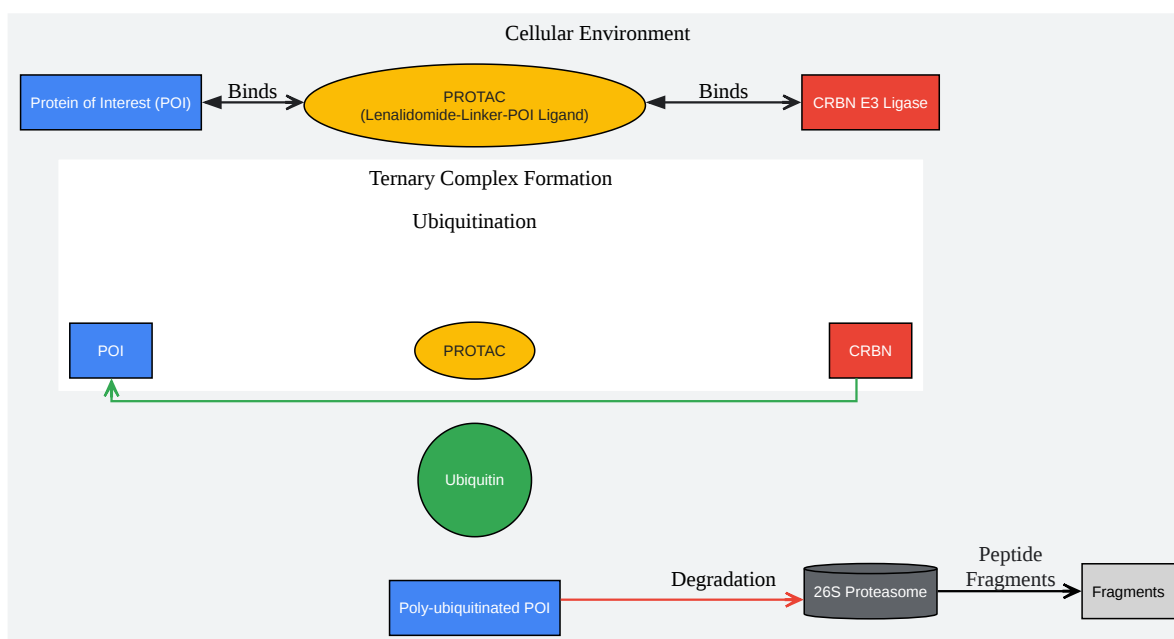 Cellular Environment
Protein of Interest (POI)
Binds
PROTAC
(Lenalidomide-Linker-POI Ligand)
Binds
CRBN E3 Ligase
Ternary Complex Formation
Ubiquitination
POI
PROTAC
CRBN
Ubiquitin
Poly-ubiquitinated POI
Degradation
26S Proteasome
Peptide
Fragments
Fragments